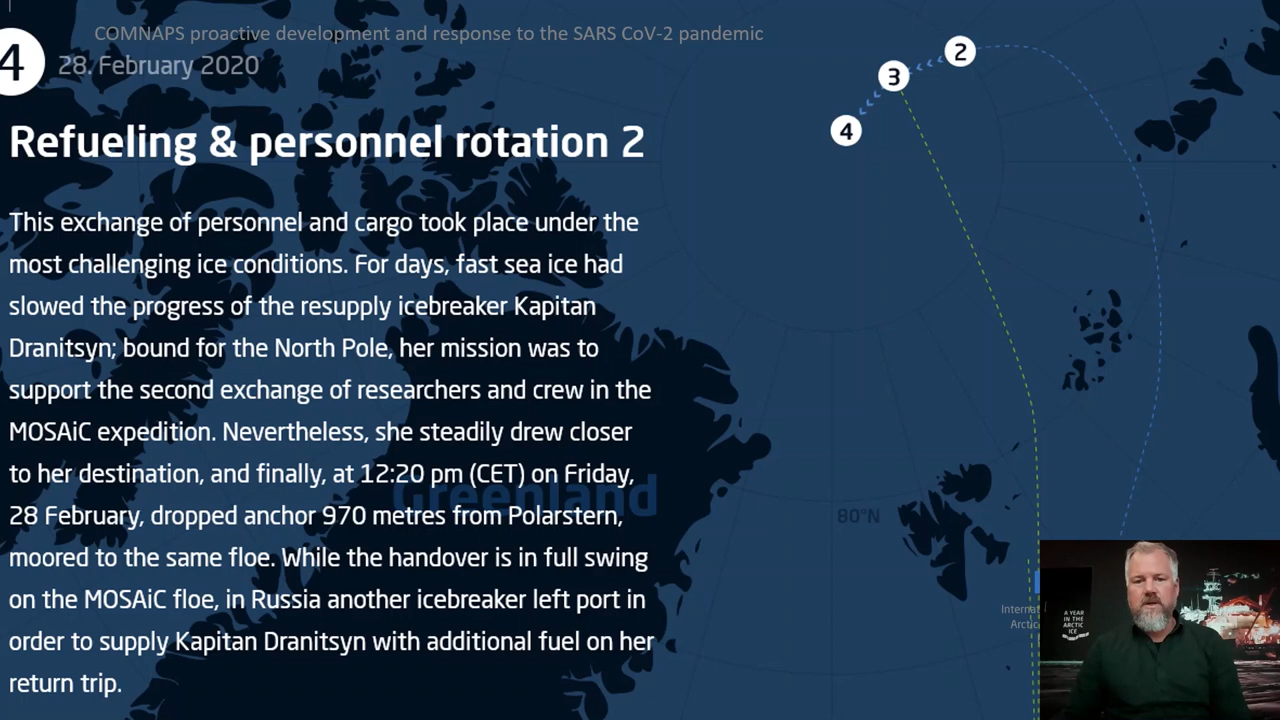 COMNAPS proactive development and response to the SARS CoV-2 pandemic
4
28. February 2020
Refueling & personnel rotation 2
This exchange of personnel and cargo took place under the
most challenging ice conditions. For days, fast sea ice had
slowed the progress of the resupply icebreaker Kapitan
Dranitsyn; bound for the North Pole, her mission was to
support the second exchange of researchers and crew in the
MOSAiC expedition. Nevertheless, she steadily drew closer
to her destination, and finally, at 12:20 pm (CET) on Friday,
28 February, dropped anchor 970 metres from Polarstern,
moored to the same floe. While the handover is in full swing
on the MOSAiC floe, in Russia another icebreaker left port in
order to supply Kapitan Dranitsyn with additional fuel on her
return trip.
2
3
4
Greenland
80°N
A YEAR
IN THE
ARCTIC
ICE